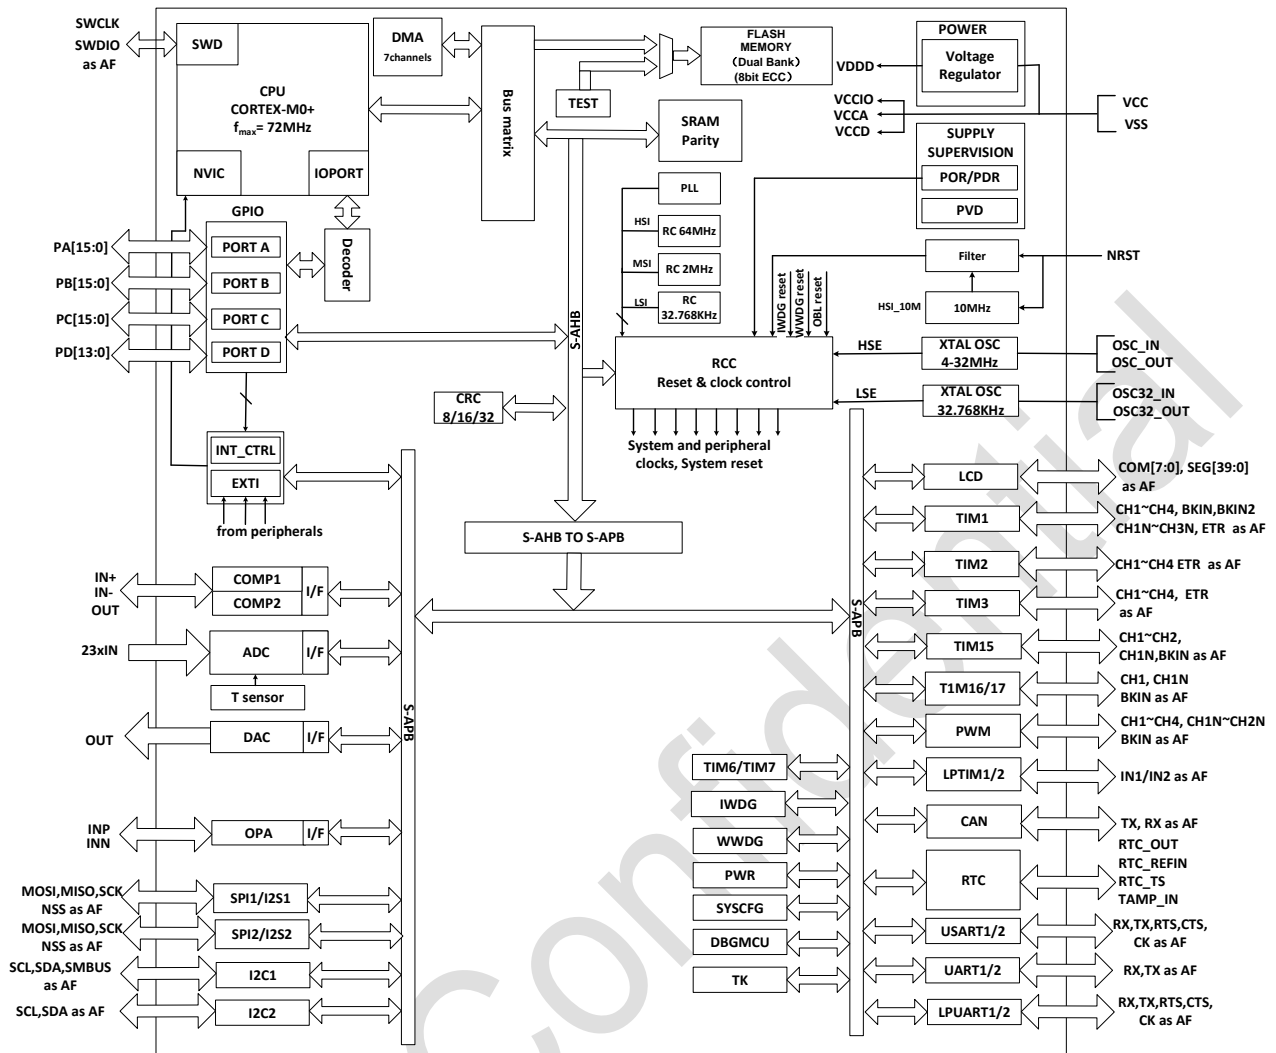 SWCLK
SWDIO
as AF
SWD
CPU
CORTEX-M0+
fmax= 72MHz
NVIC
IOPORT
DMA
7channels
Bus matrix
TEST
FLASH
MEMORY
（Dual Bank）
(8bit ECC）
SRAM
Parity
POWER
Voltage
Regulator
VDDD
VCCIO
VCCA
VCCD
VCC
VSS
SUPPLY
SUPERVISION
POR/PDR
PVD
GPIO
PORT A
PORT B
PORT C
PORT D
PA[15:0]
PB[15:0]
PC[15:0]
PD[13:0]
Decoder
PLL
HSI
RC 64MHz
MSI
RC 2MHz
LSI
RC
32.768KHz
IWDG reset
WWDG reset
OBL reset
Filter
NRST
HSI_10M
10MHz
S-AHB
RCC
Reset & clock control
HSE
XTAL OSC
4-32MHz
OSC_IN
OSC_OUT
LSE
XTAL OSC
32.768KHz
OSC32_IN
OSC32_OUT
CRC
8/16/32
System and peripheral
clocks, System reset
INT_CTRL
EXTI
from peripherals
S-AHB TO S-APB
S-APB
S-APB
IN+
IN-
OUT
COMP1
COMP2
I/F
23xIN
ADC
I/F
T sensor
OUT
DAC
I/F
INP
INN
OPA
I/F
MOSI,MISO,SCK
NSS as AF
SPI1/I2S1
MOSI,MISO,SCK
NSS as AF
SPI2/I2S2
SCL,SDA,SMBUS
as AF
I2C1
SCL,SDA as AF
I2C2
TIM6/TIM7
IWDG
WWDG
PWR
SYSCFG
DBGMCU
TK
LCD
COM[7:0], SEG[39:0]
as AF
TIM1
CH1~CH4, BKIN,BKIN2
CH1N~CH3N, ETR as AF
TIM2
CH1~CH4 ETR as AF
TIM3
CH1~CH4, ETR
as AF
TIM15
CH1~CH2,
CH1N,BKIN as AF
T1M16/17
CH1, CH1N
BKIN as AF
PWM
CH1~CH4, CH1N~CH2N
BKIN as AF
LPTIM1/2
IN1/IN2 as AF
CAN
TX, RX as AF
RTC
RTC_OUT
RTC_REFIN
RTC_TS
TAMP_IN
USART1/2
RX,TX,RTS,CTS,
CK as AF
UART1/2
RX,TX as AF
LPUART1/2
RX,TX,RTS,CTS,
CK as AF
Confidential